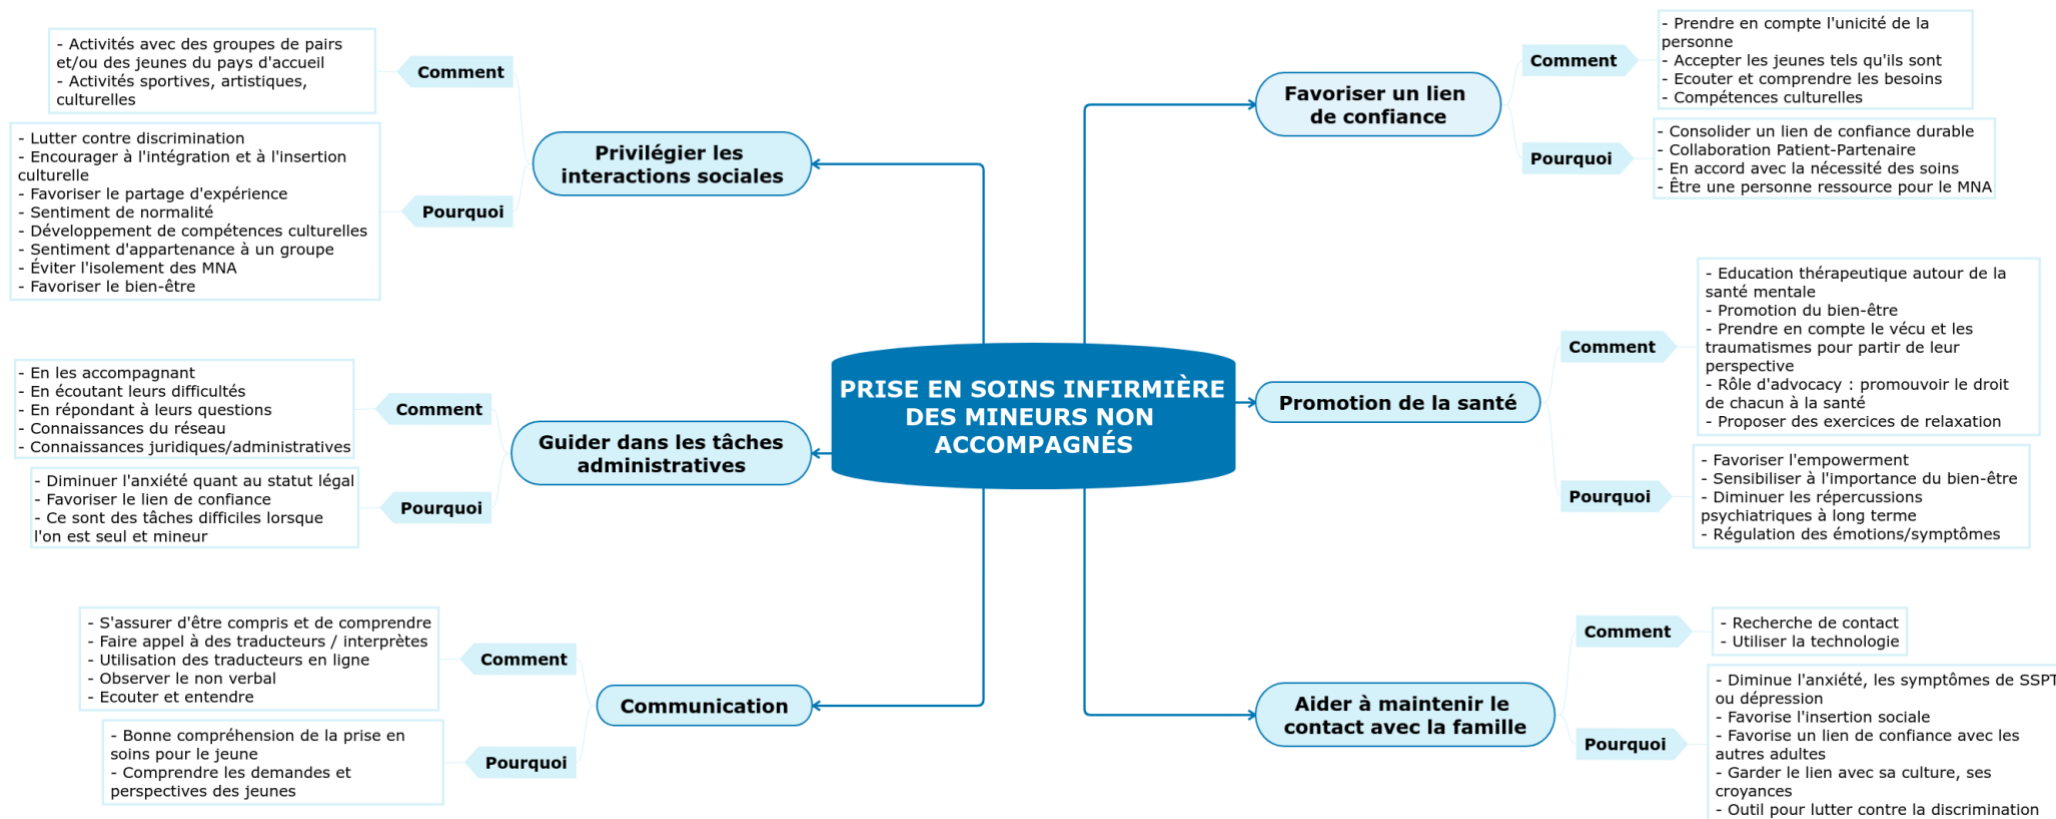 - Activités avec des groupes de pairs
et/ou des jeunes du pays d'accueil
- Activités sportives, artistiques,
culturelles
Comment
- Lutter contre discrimination
- Encourager à l'intégration et à l'insertion
culturelle
- Favoriser le partage d'expérience
- Sentiment de normalité
- Développement de compétences culturelles
- Sentiment d'appartenance à un groupe
- Éviter l'isolement des MNA
- Favoriser le bien-être
Pourquoi
Privilégier les
interactions sociales
- En les accompagnant
- En écoutant leurs difficultés
- En répondant à leurs questions
- Connaissances du réseau
- Connaissances juridiques/administratives
Comment
- Diminuer l'anxiété quant au statut légal
- Favoriser le lien de confiance
- Ce sont des tâches difficiles lorsque
l'on est seul et mineur
Pourquoi
Guider dans les tâches
administratives
- S'assurer d'être compris et de comprendre
- Faire appel à des traducteurs / interprètes
- Utilisation des traducteurs en ligne
- Observer le non verbal
- Ecouter et entendre
Comment
- Bonne compréhension de la prise en
soins pour le jeune
- Comprendre les demandes et
perspectives des jeunes
Pourquoi
Communication
PRISE EN SOINS INFIRMIÈRE
DES MINEURS NON
ACCOMPAGNÉS
Favoriser un lien
de confiance
Comment
- Prendre en compte l'unicité de la
personne
- Accepter les jeunes tels qu'ils sont
- Ecouter et comprendre les besoins
- Compétences culturelles
Pourquoi
- Consolider un lien de confiance durable
- Collaboration Patient-Partenaire
- En accord avec la nécessité des soins
- Être une personne ressource pour le MNA
Promotion de la santé
Comment
- Education thérapeutique autour de la
santé mentale
- Promotion du bien-être
- Prendre en compte le vécu et les
traumatismes pour partir de leur
perspective
- Rôle d'advocacy : promouvoir le droit
de chacun à la santé
- Proposer des exercices de relaxation
Pourquoi
- Favoriser l'empowerment
- Sensibiliser à l'importance du bien-être
- Diminuer les répercussions
psychiatriques à long terme
- Régulation des émotions/symptômes
Aider à maintenir le
contact avec la famille
Comment
- Recherche de contact
- Utiliser la technologie
Pourquoi
- Diminue l'anxiété, les symptômes de SSPT
ou dépression
- Favorise l'insertion sociale
- Favorise un lien de confiance avec les
autres adultes
- Garder le lien avec sa culture, ses
croyances
- Outil pour lutter contre la discrimination